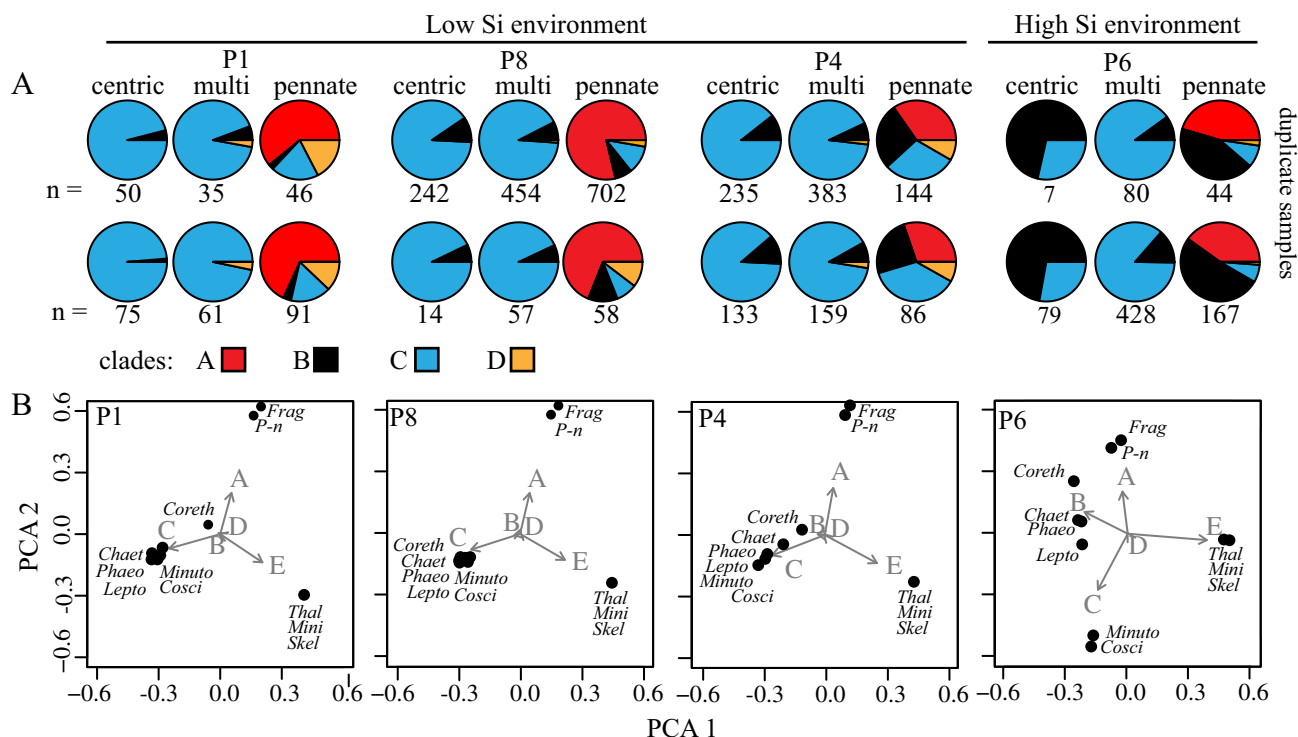 Low Si environment High Si environment
P1 P8 P4 P6
A centric multi pennate centric multi pennate centric multi pennate centric multi pennate
duplicate samples
n = 50 35 46 242 454 702 235 383 144 7 80 44
n = 75 61 91 14 57 58 133 159 86 79 428 167
clades: A B C D
B
P1
Frag
P-n
A
Coreth
C
D
B
E
Chaet
Phaeo
Lepto
Minuto
Cosci
Thal
Mini
Skel
P8
Frag
P-n
A
B
D
C
E
Coreth
Chaet
Phaeo
Lepto
Minuto
Cosci
Thal
Mini
Skel
P4
Frag
P-n
A
Coreth
B
D
Chaet
Phaeo
Lepto
Minuto
Cosci
C
E
Thal
Mini
Skel
P6
Frag
P-n
Coreth
A
B
Chaet
Phaeo
Lepto
D
E
C
Thal
Mini
Skel
Minuto
Cosci
PCA 2
0.6
0.3
0.0
−0.3
−0.6
−0.6 −0.3 0.0 0.3 0.6
−0.6 −0.3 0.0 0.3 0.6
−0.6 −0.3 0.0 0.3 0.6
−0.6 −0.3 0.0 0.3 0.6
PCA 1